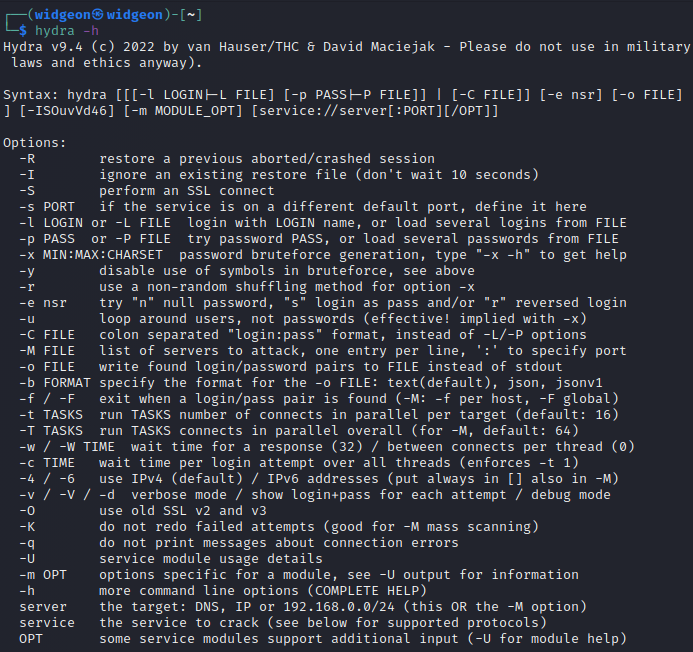 ┌──(widgeon㉿widgeon)-[~]
└─$ hydra -h
Hydra v9.4 (c) 2022 by van Hauser/THC & David Maciejak - Please do not use in military
 laws and ethics anyway).

Syntax: hydra [[[-l LOGIN|-L FILE] [-p PASS|-P FILE]] | [-C FILE]] [-e nsr] [-o FILE]
] [-ISOuvVd46] [-m MODULE_OPT] [service://server[:PORT][/OPT]]

Options:
  -R        restore a previous aborted/crashed session
  -I        ignore an existing restore file (don't wait 10 seconds)
  -S        perform an SSL connect
  -s PORT   if the service is on a different default port, define it here
  -l LOGIN or -L FILE  login with LOGIN name, or load several logins from FILE
  -p PASS  or -P FILE  try password PASS, or load several passwords from FILE
  -x MIN:MAX:CHARSET  password bruteforce generation, type "-x -h" to get help
  -y        disable use of symbols in bruteforce, see above
  -r        use a non-random shuffling method for option -x
  -e nsr    try "n" null password, "s" login as pass and/or "r" reversed login
  -u        loop around users, not passwords (effective! implied with -x)
  -C FILE   colon separated "login:pass" format, instead of -L/-P options
  -M FILE   list of servers to attack, one entry per line, ':' to specify port
  -o FILE   write found login/password pairs to FILE instead of stdout
  -b FORMAT specify the format for the -o FILE: text(default), json, jsonv1
  -f / -F   exit when a login/pass pair is found (-M: -f per host, -F global)
  -t TASKS  run TASKS number of connects in parallel per target (default: 16)
  -T TASKS  run TASKS connects in parallel overall (for -M, default: 64)
  -w / -W TIME  wait time for a response (32) / between connects per thread (0)
  -c TIME   wait time per login attempt over all threads (enforces -t 1)
  -4 / -6   use IPv4 (default) / IPv6 addresses (put always in [] also in -M)
  -v / -V / -d  verbose mode / show login+pass for each attempt / debug mode
  -O        use old SSL v2 and v3
  -K        do not redo failed attempts (good for -M mass scanning)
  -q        do not print messages about connection errors
  -U        service module usage details
  -m OPT    options specific for a module, see -U output for information
  -h        more command line options (COMPLETE HELP)
  server    the target: DNS, IP or 192.168.0.0/24 (this OR the -M option)
  service   the service to crack (see below for supported protocols)
  OPT       some service modules support additional input (-U for module help)